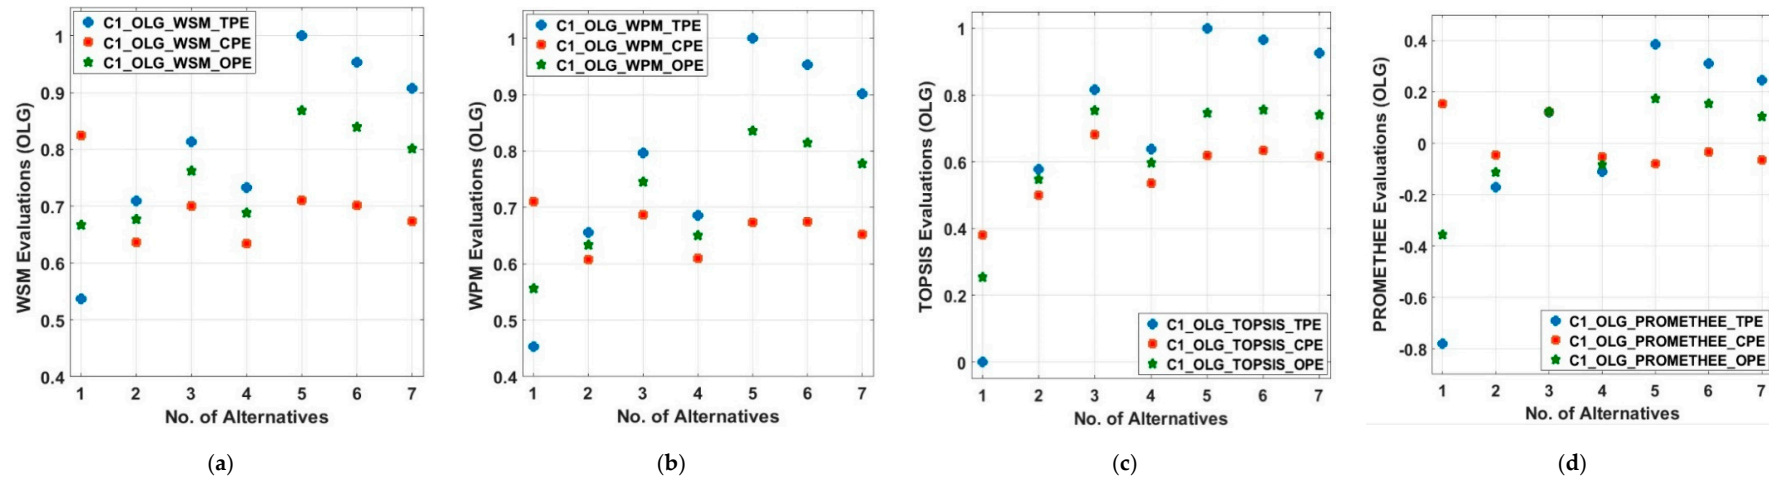 C1_OLG_WSM_TPE
C1_OLG_WSM_CPE
C1_OLG_WSM_OPE
WSM Evaluations (OLG)
1
0.9
0.8
0.7
0.6
0.5
0.4
1 2 3 4 5 6 7
No. of Alternatives
(a)
C1_OLG_WPM_TPE
C1_OLG_WPM_CPE
C1_OLG_WPM_OPE
WPM Evaluations (OLG)
1
0.9
0.8
0.7
0.6
0.5
0.4
1 2 3 4 5 6 7
No. of Alternatives
(b)
TOPSIS Evaluations (OLG)
1
0.8
0.6
0.4
0.2
0
C1_OLG_TOPSIS_TPE
C1_OLG_TOPSIS_CPE
C1_OLG_TOPSIS_OPE
1 2 3 4 5 6 7
No. of Alternatives
(c)
PROMETHEE Evaluations (OLG)
0.4
0.2
0
-0.2
-0.4
-0.6
-0.8
C1_OLG_PROMETHEE_TPE
C1_OLG_PROMETHEE_CPE
C1_OLG_PROMETHEE_OPE
1 2 3 4 5 6 7
No. of Alternatives
(d)